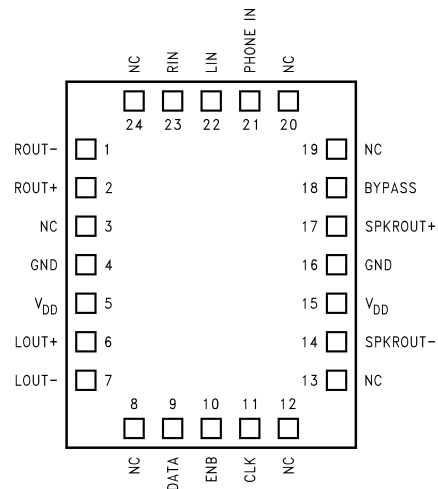 NC RIN LIN PHONE IN NC
24 23 22 21 20
ROUT- 1 19 NC
ROUT+ 2 18 BYPASS
NC 3 17 SPKROUT+
GND 4 16 GND
VDD 5 15 VDD
LOUT+ 6 14 SPKROUT-
LOUT- 7 13 NC
8 9 10 11 12
NC DATA ENB CLK NC